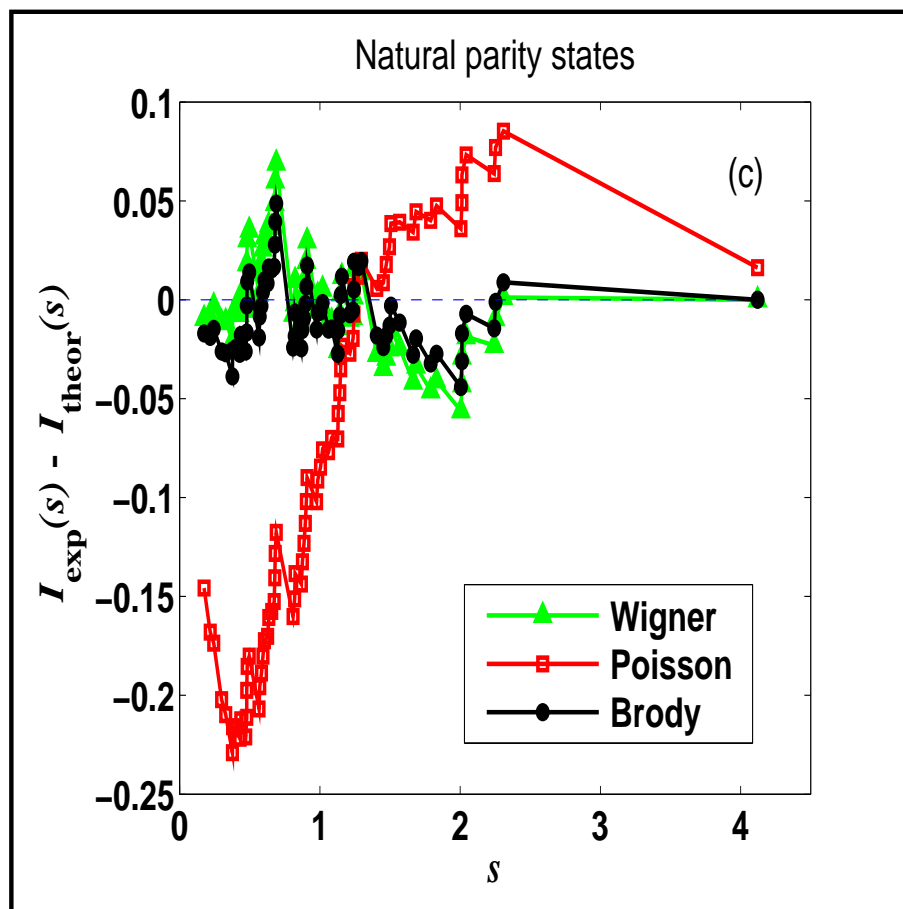 Natural parity states
(c)
I_exp(s) - I_theor(s)
0.1
0.05
0
−0.05
−0.1
−0.15
−0.2
−0.25
0
1
2
3
4
s
Wigner
Poisson
Brody